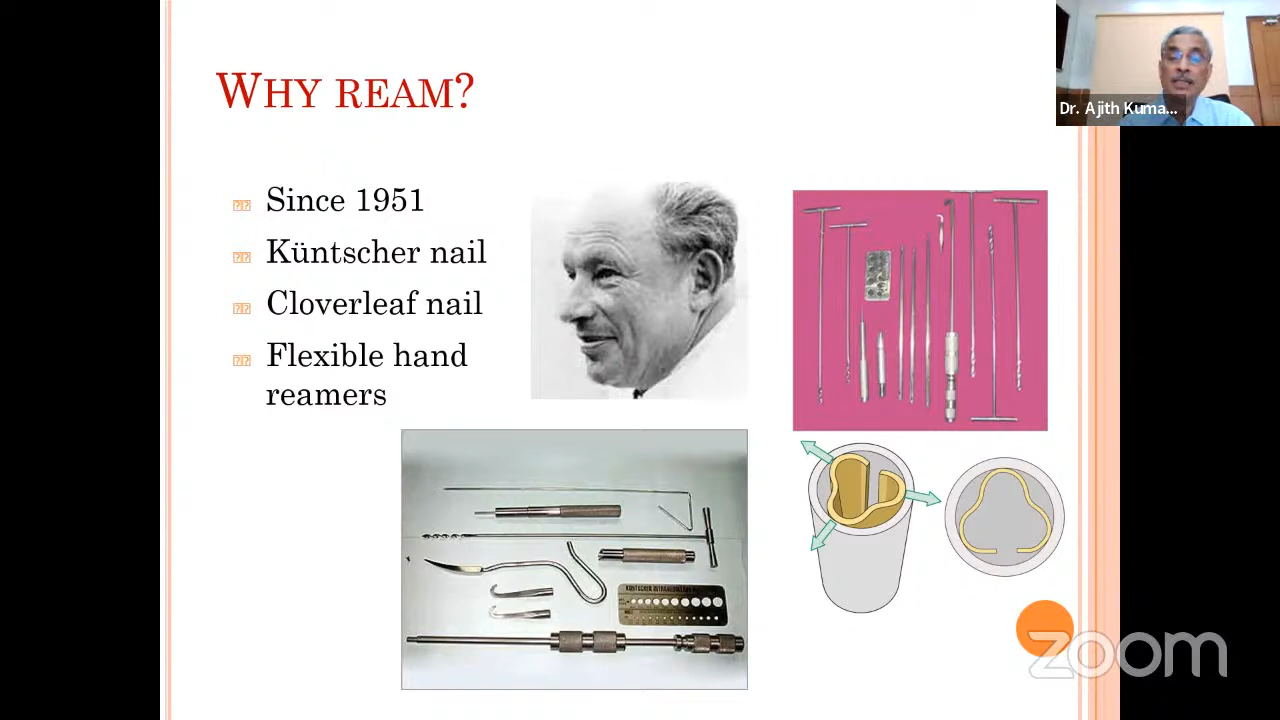 WHY REAM?
Since 1951
Küntscher nail
Cloverleaf nail
Flexible hand
reamers
Dr. Ajith Kuma...
zoom